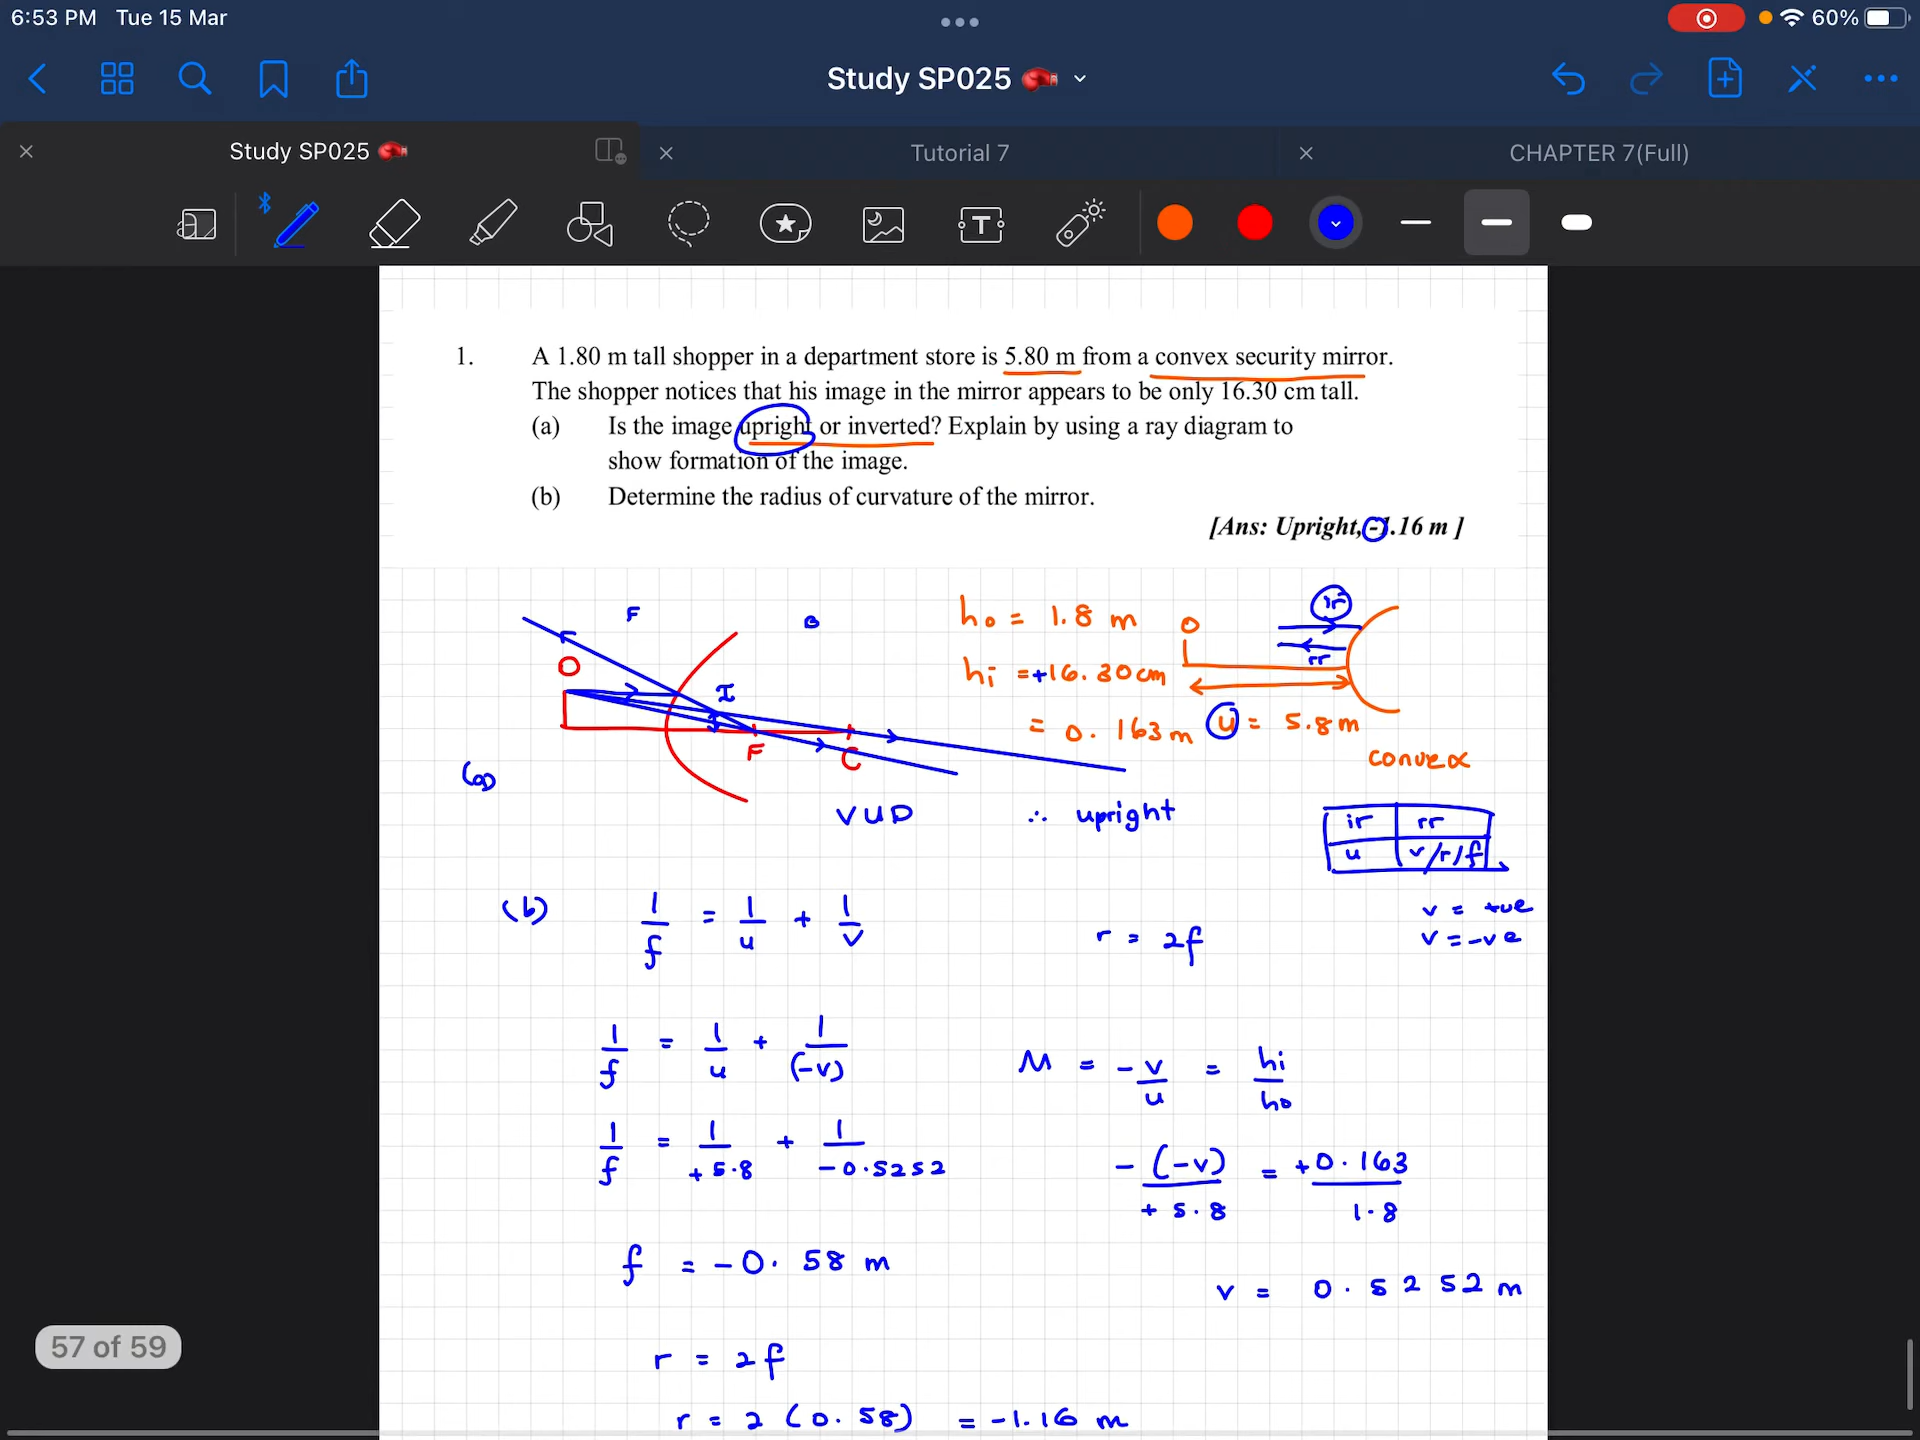 6:53 PM Tue 15 Mar
60%
Study SP025
Study SP025
Tutorial 7
CHAPTER 7(Full)
1. A 1.80 m tall shopper in a department store is 5.80 m from a convex security mirror.
The shopper notices that his image in the mirror appears to be only 16.30 cm tall.
(a) Is the image upright or inverted? Explain by using a ray diagram to
show formation of the image.
(b) Determine the radius of curvature of the mirror.
[Ans: Upright, -1.16 m ]
F B
O I F C
ho = 1.8 m
hi = +16.30 cm
= 0.163 m
O
ir
rr
u = 5.8 m
convex
(a)
VUD ∴ upright
ir rr
u v/r/f
v = +ve
v = -ve
(b) 1/f = 1/u + 1/v
r = 2f
1/f = 1/u + 1/(-v)
M = -v/u = hi/ho
1/f = 1/+5.8 + 1/-0.5252
-(-v)/+5.8 = +0.163/1.8
f = -0.58 m
v = 0.5252 m
r = 2f
r = 2 (0.58) = -1.16 m
57 of 59